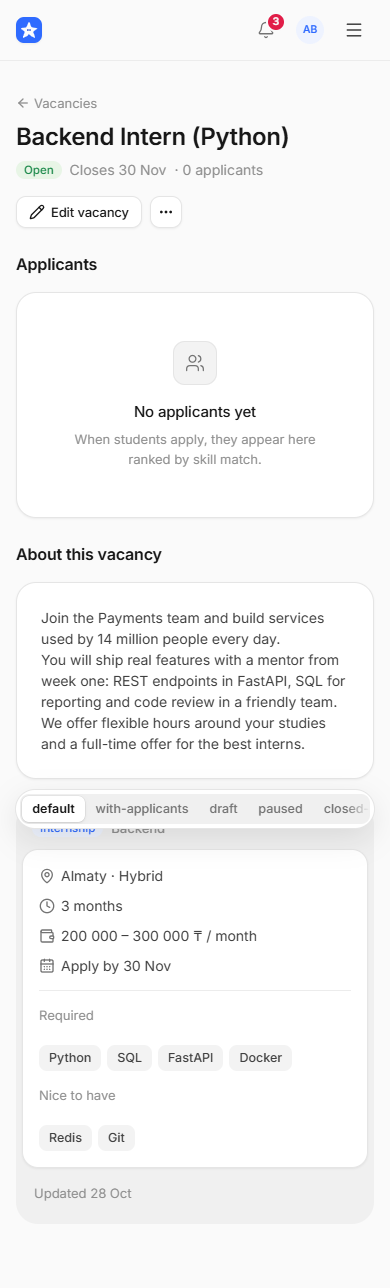 3
AB
← Vacancies
Backend Intern (Python)
Open Closes 30 Nov · 0 applicants
Edit vacancy
Applicants
No applicants yet
When students apply, they appear here
ranked by skill match.
About this vacancy
Join the Payments team and build services
used by 14 million people every day.
You will ship real features with a mentor from
week one: REST endpoints in FastAPI, SQL for
reporting and code review in a friendly team.
We offer flexible hours around your studies
and a full-time offer for the best interns.
default with-applicants draft paused closed-
Internship Backend
Almaty · Hybrid
3 months
200 000 – 300 000 ₸ / month
Apply by 30 Nov
Required
Python SQL FastAPI Docker
Nice to have
Redis Git
Updated 28 Oct